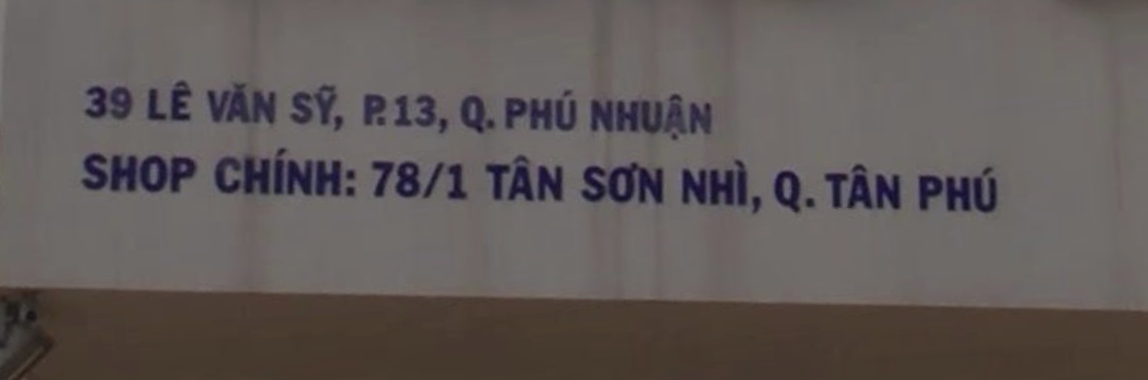 39 LÊ VĂN SỸ, P.13, Q. PHÚ NHUẬN
SHOP CHÍNH: 78/1 TÂN SƠN NHÌ, Q. TÂN PHÚ